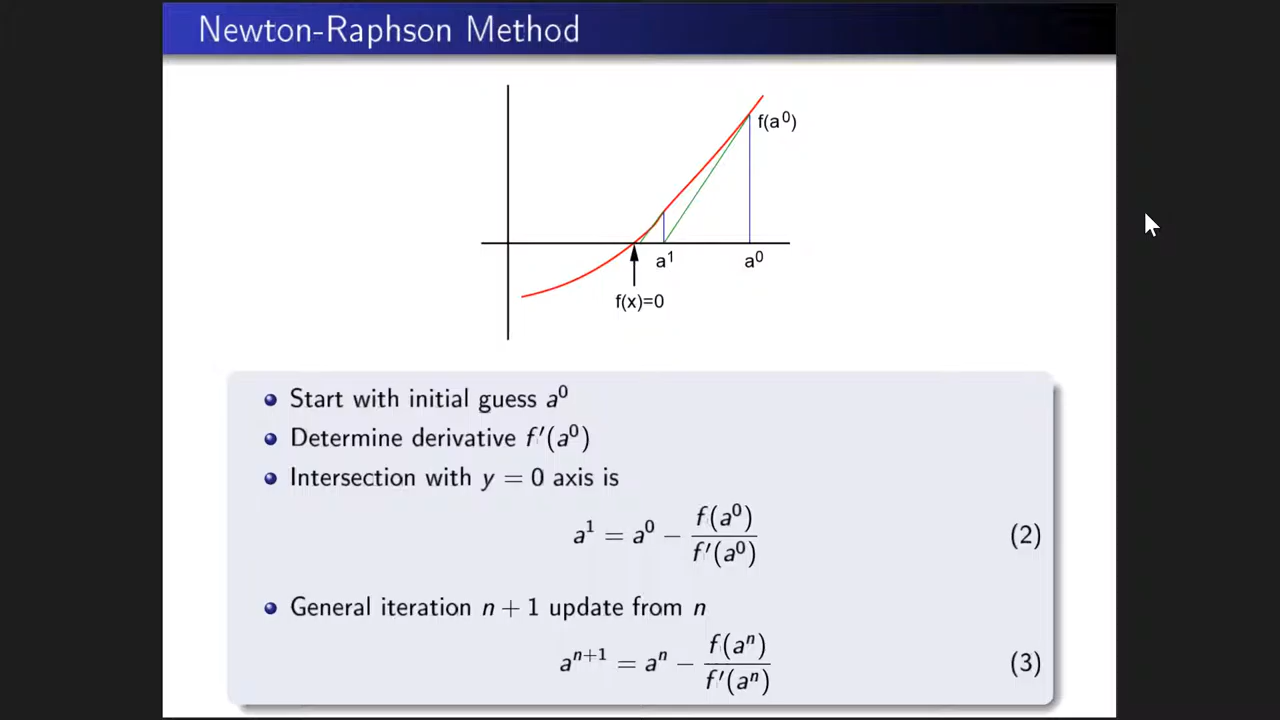 Newton-Raphson Method
f(a⁰)
a¹ a⁰
f(x)=0
Start with initial guess a⁰
Determine derivative f′(a⁰)
Intersection with y = 0 axis is
a¹ = a⁰ − f(a⁰) / f′(a⁰) (2)
General iteration n + 1 update from n
aⁿ⁺¹ = aⁿ − f(aⁿ) / f′(aⁿ) (3)